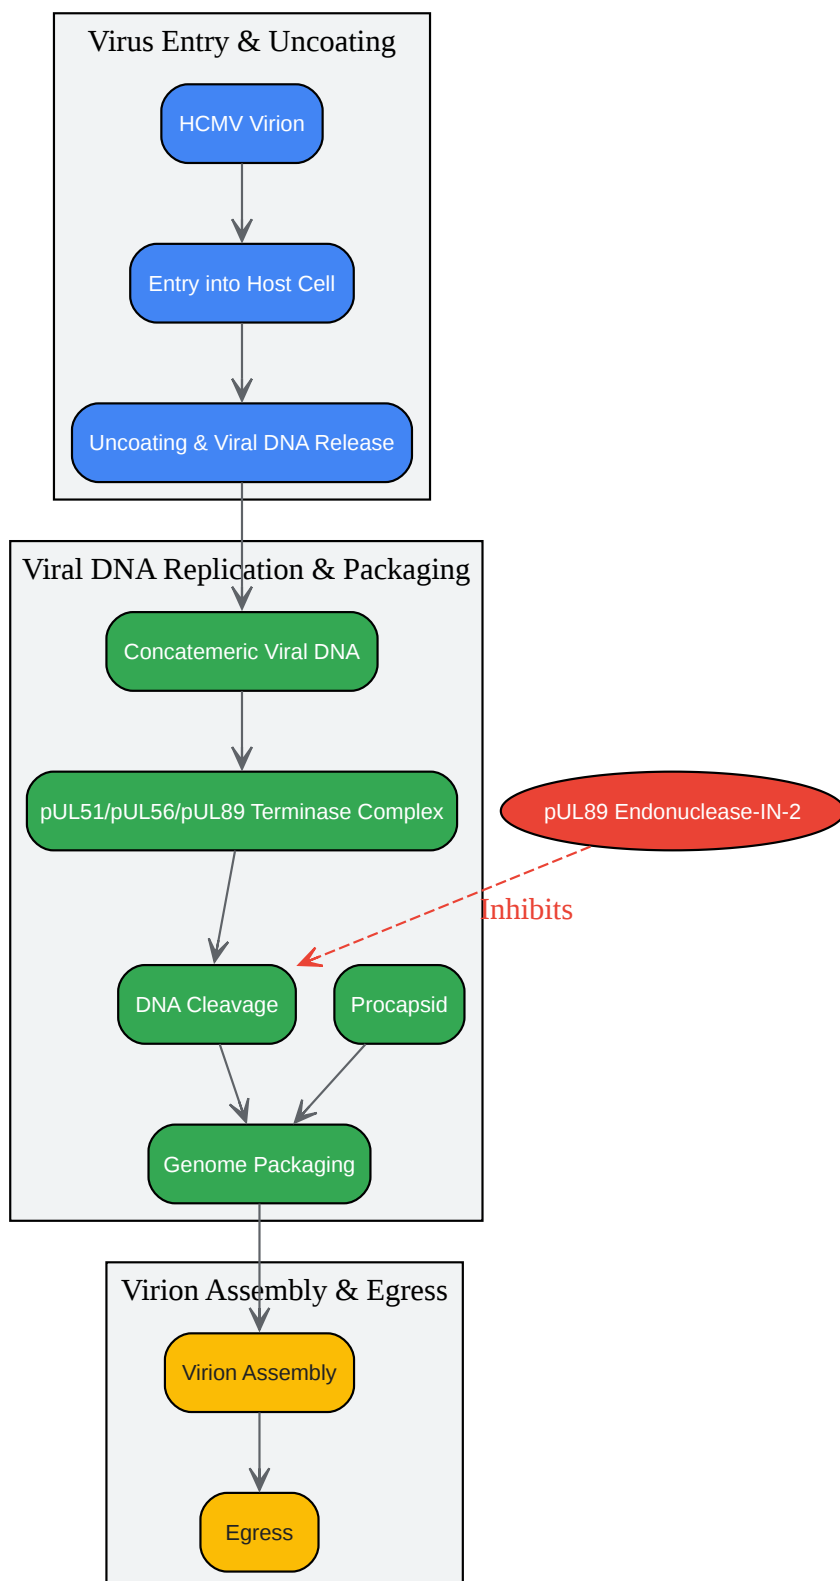 Virus Entry & Uncoating
HCMV Virion
Entry into Host Cell
Uncoating & Viral DNA Release
Viral DNA Replication & Packaging
Concatemeric Viral DNA
pUL51/pUL56/pUL89 Terminase Complex
pUL89 Endonuclease-IN-2
Inhibits
DNA Cleavage
Procapsid
Genome Packaging
Virion Assembly & Egress
Virion Assembly
Egress